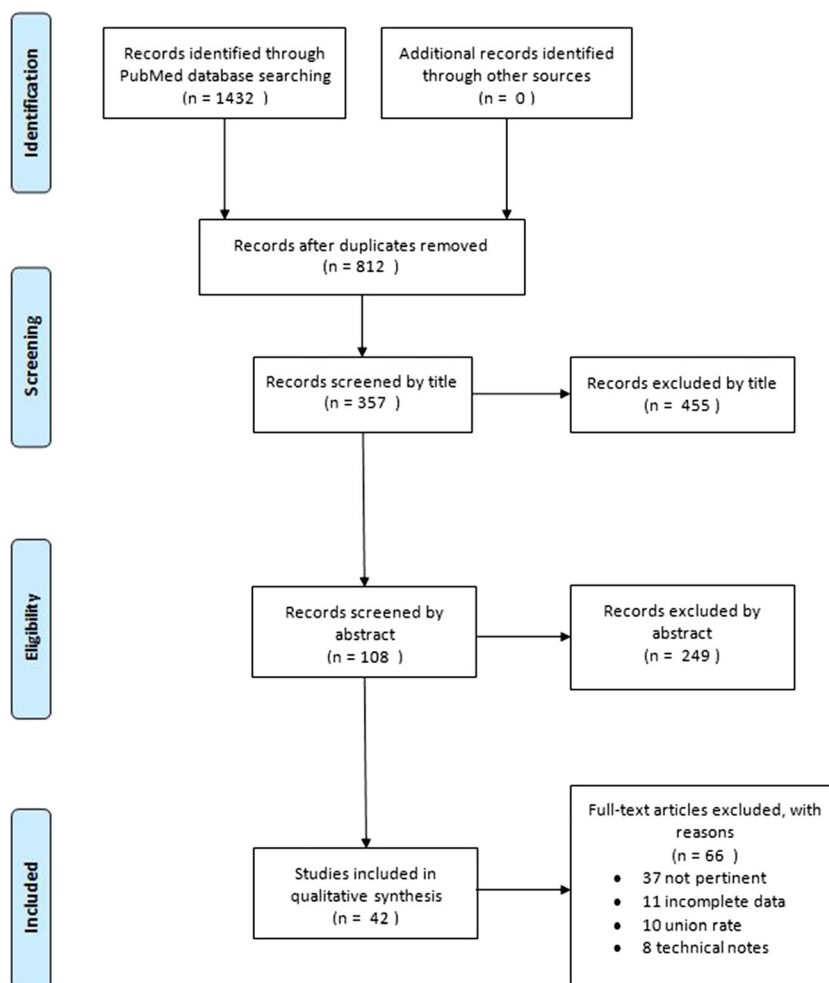 Identification
Records identified through
PubMed database searching
(n = 1432 )
Additional records identified
through other sources
(n = 0 )
Records after duplicates removed
(n = 812 )
Screening
Records screened by title
(n = 357 )
Records excluded by title
(n = 455)
Eligibility
Records screened by
abstract
(n = 108 )
Records excluded by
abstract
(n = 249)
Included
Studies included in
qualitative synthesis
(n = 42 )
Full-text articles excluded, with
reasons
(n = 66 )
• 37 not pertinent
• 11 incomplete data
• 10 union rate
• 8 technical notes